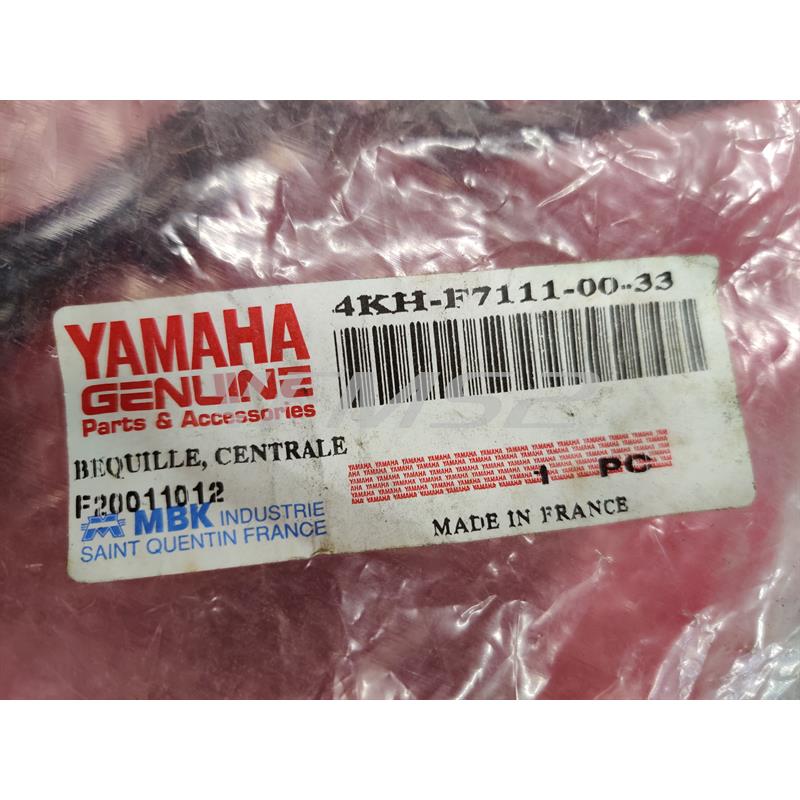 4KH-F7111-00-33
YAMAHA
GENUINE
Parts & Accessories
BEQUILLE, CENTRALE
F20011012
1 PC
MBK INDUSTRIE
SAINT QUENTIN FRANCE
MADE IN FRANCE